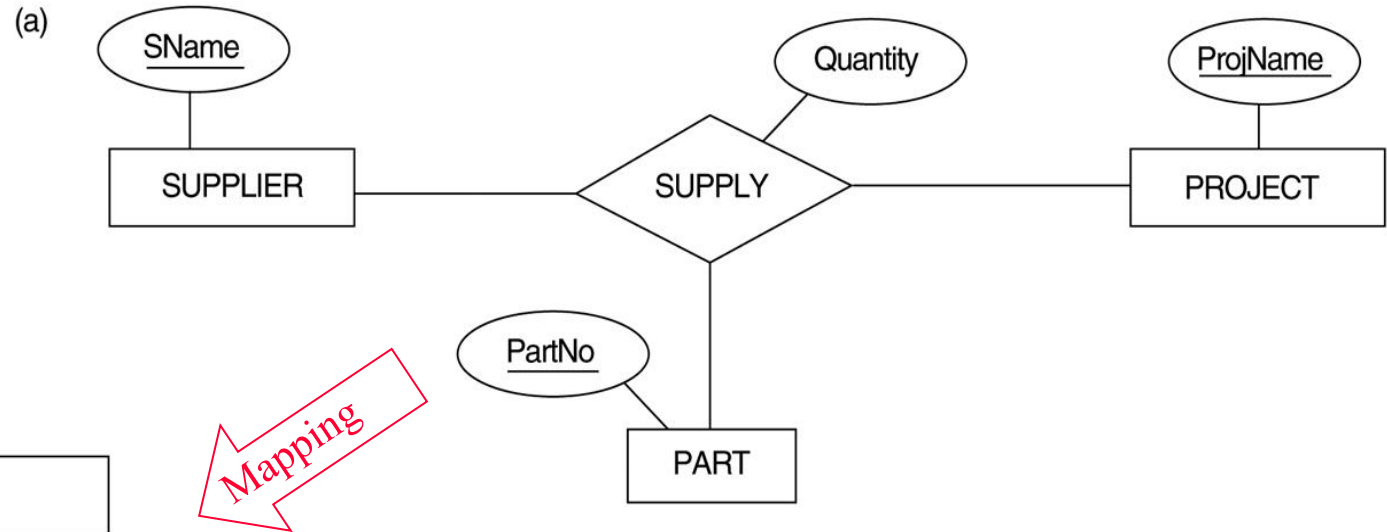 (a)
SName
Quantity
ProjName
SUPPLIER
SUPPLY
PROJECT
PartNo
Mapping
PART